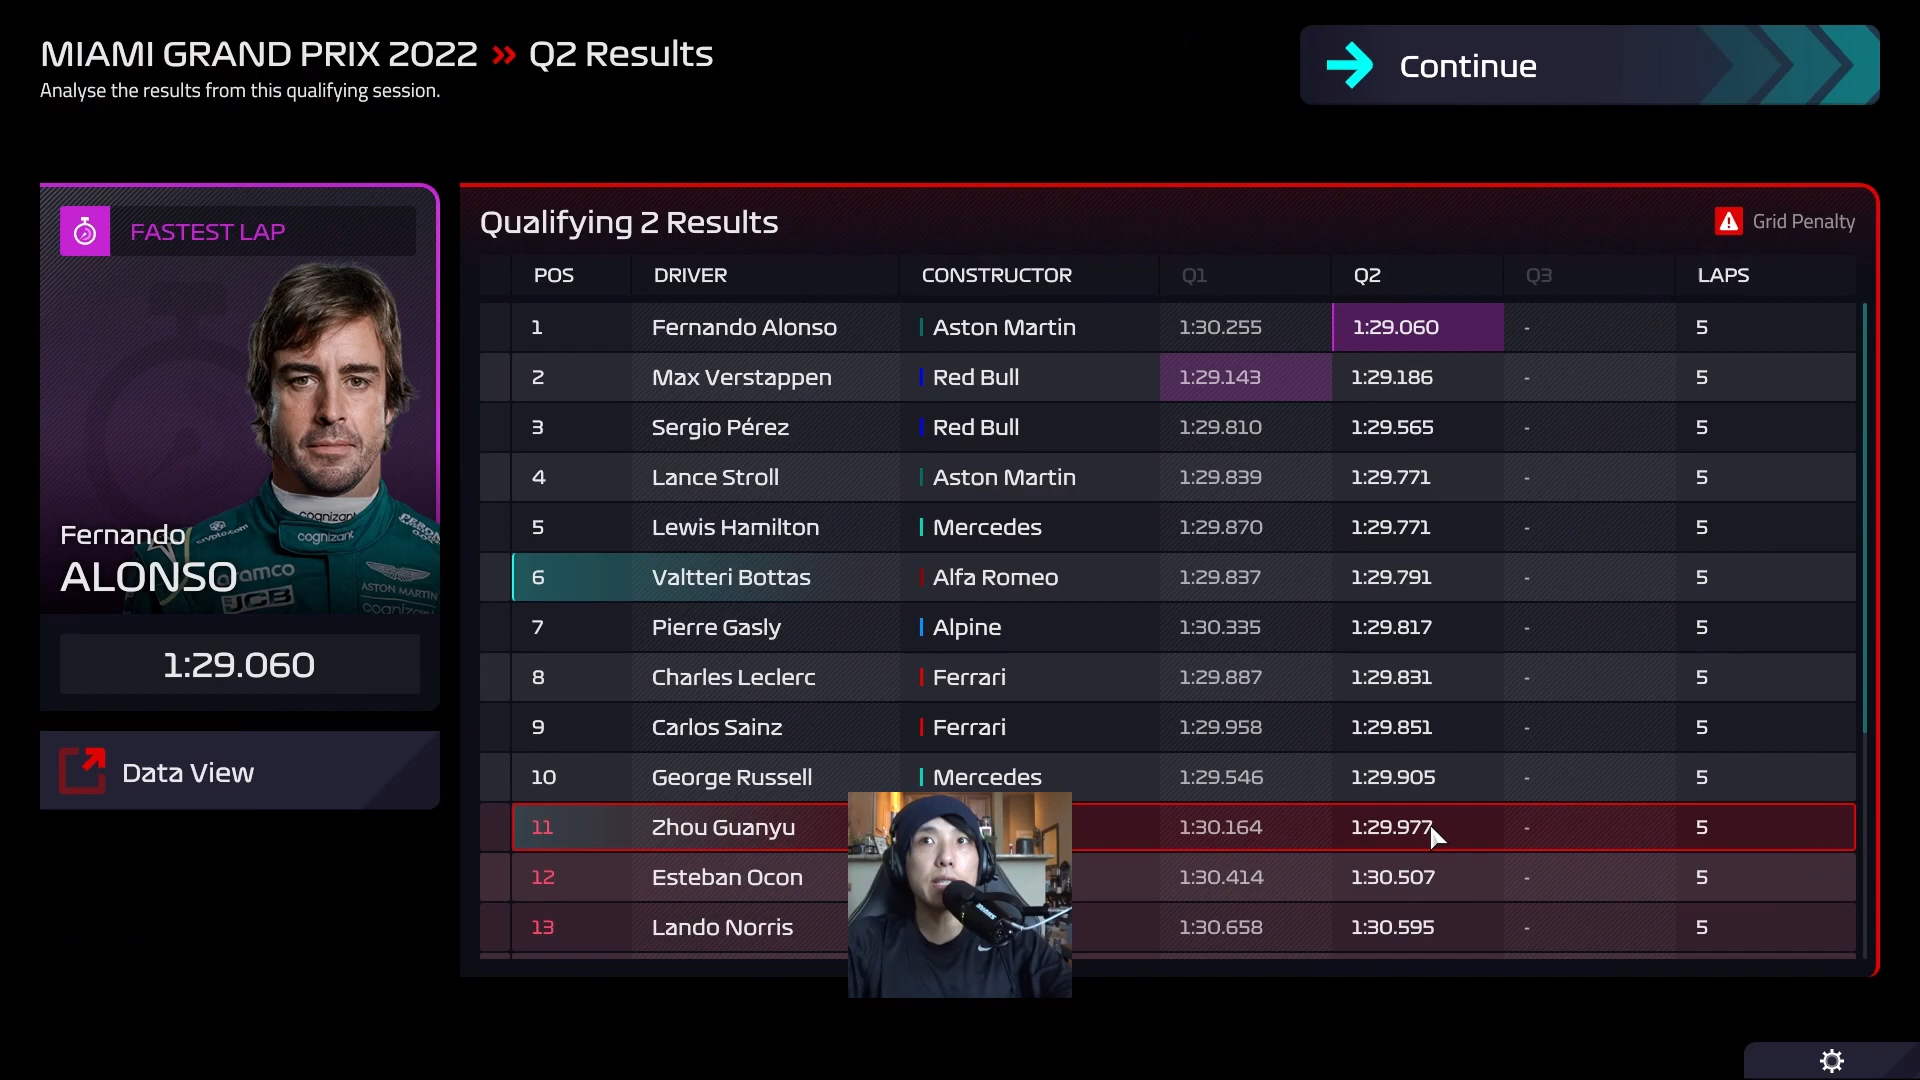 MIAMI GRAND PRIX 2022 » Q2 Results
Analyse the results from this qualifying session.
Continue
FASTEST LAP
crypto.com
cognizant
cognizant
aramco
JCB
ASTON MARTIN
cognizant
Fernando
ALONSO
1:29.060
Data View
Qualifying 2 Results
Grid Penalty
POS DRIVER CONSTRUCTOR Q1 Q2 Q3 LAPS
1 Fernando Alonso Aston Martin 1:30.255 1:29.060 - 5
2 Max Verstappen Red Bull 1:29.143 1:29.186 - 5
3 Sergio Pérez Red Bull 1:29.810 1:29.565 - 5
4 Lance Stroll Aston Martin 1:29.839 1:29.771 - 5
5 Lewis Hamilton Mercedes 1:29.870 1:29.771 - 5
6 Valtteri Bottas Alfa Romeo 1:29.837 1:29.791 - 5
7 Pierre Gasly Alpine 1:30.335 1:29.817 - 5
8 Charles Leclerc Ferrari 1:29.887 1:29.831 - 5
9 Carlos Sainz Ferrari 1:29.958 1:29.851 - 5
10 George Russell Mercedes 1:29.546 1:29.905 - 5
11 Zhou Guanyu 1:30.164 1:29.977 - 5
12 Esteban Ocon 1:30.414 1:30.507 - 5
13 Lando Norris 1:30.658 1:30.595 - 5